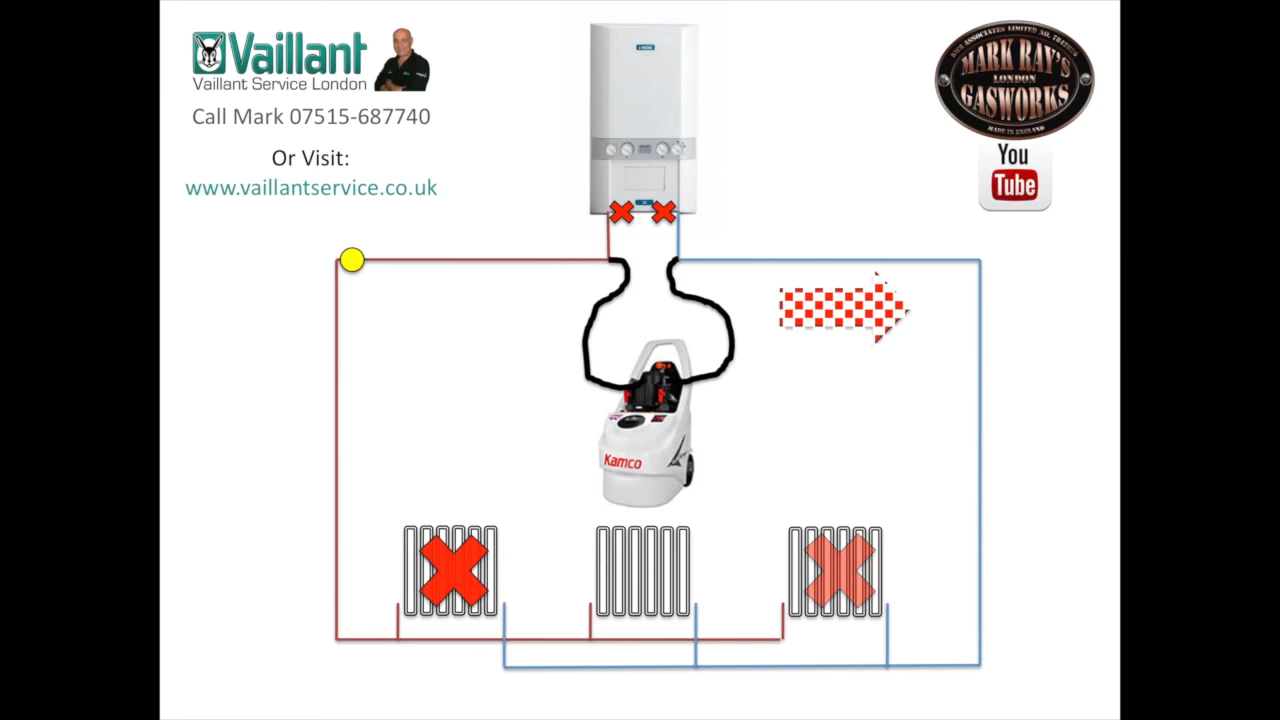 Vaillant
Vaillant Service London
Call Mark 07515-687740
Or Visit:
www.vaillantservice.co.uk
MARK RAY'S
LONDON
GASWORKS
MADE IN ENGLAND
You
Tube
Kamco